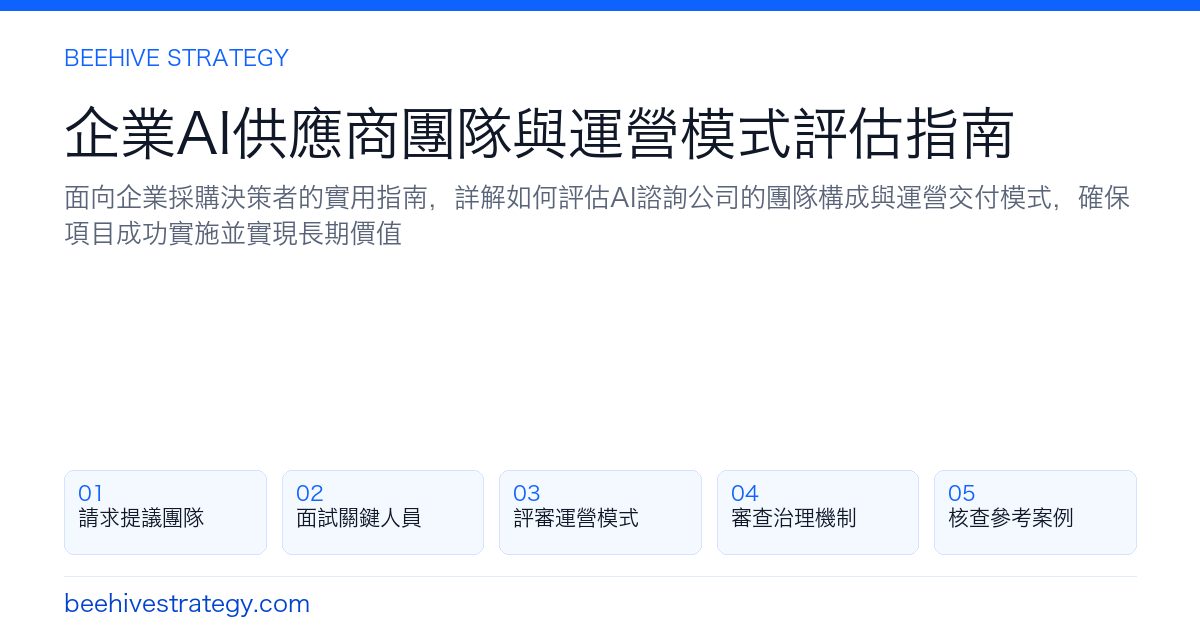 BEEHIVE STRATEGY
企業AI供應商團隊與運營模式評估指南
面向企業採購決策者的實用指南，詳解如何評估AI諮詢公司的團隊構成與運營交付模式，確保
項目成功實施並實現長期價值
01
請求提議團隊
02
面試關鍵人員
03
評審運營模式
04
審查治理機制
05
核查參考案例
beehivestrategy.com